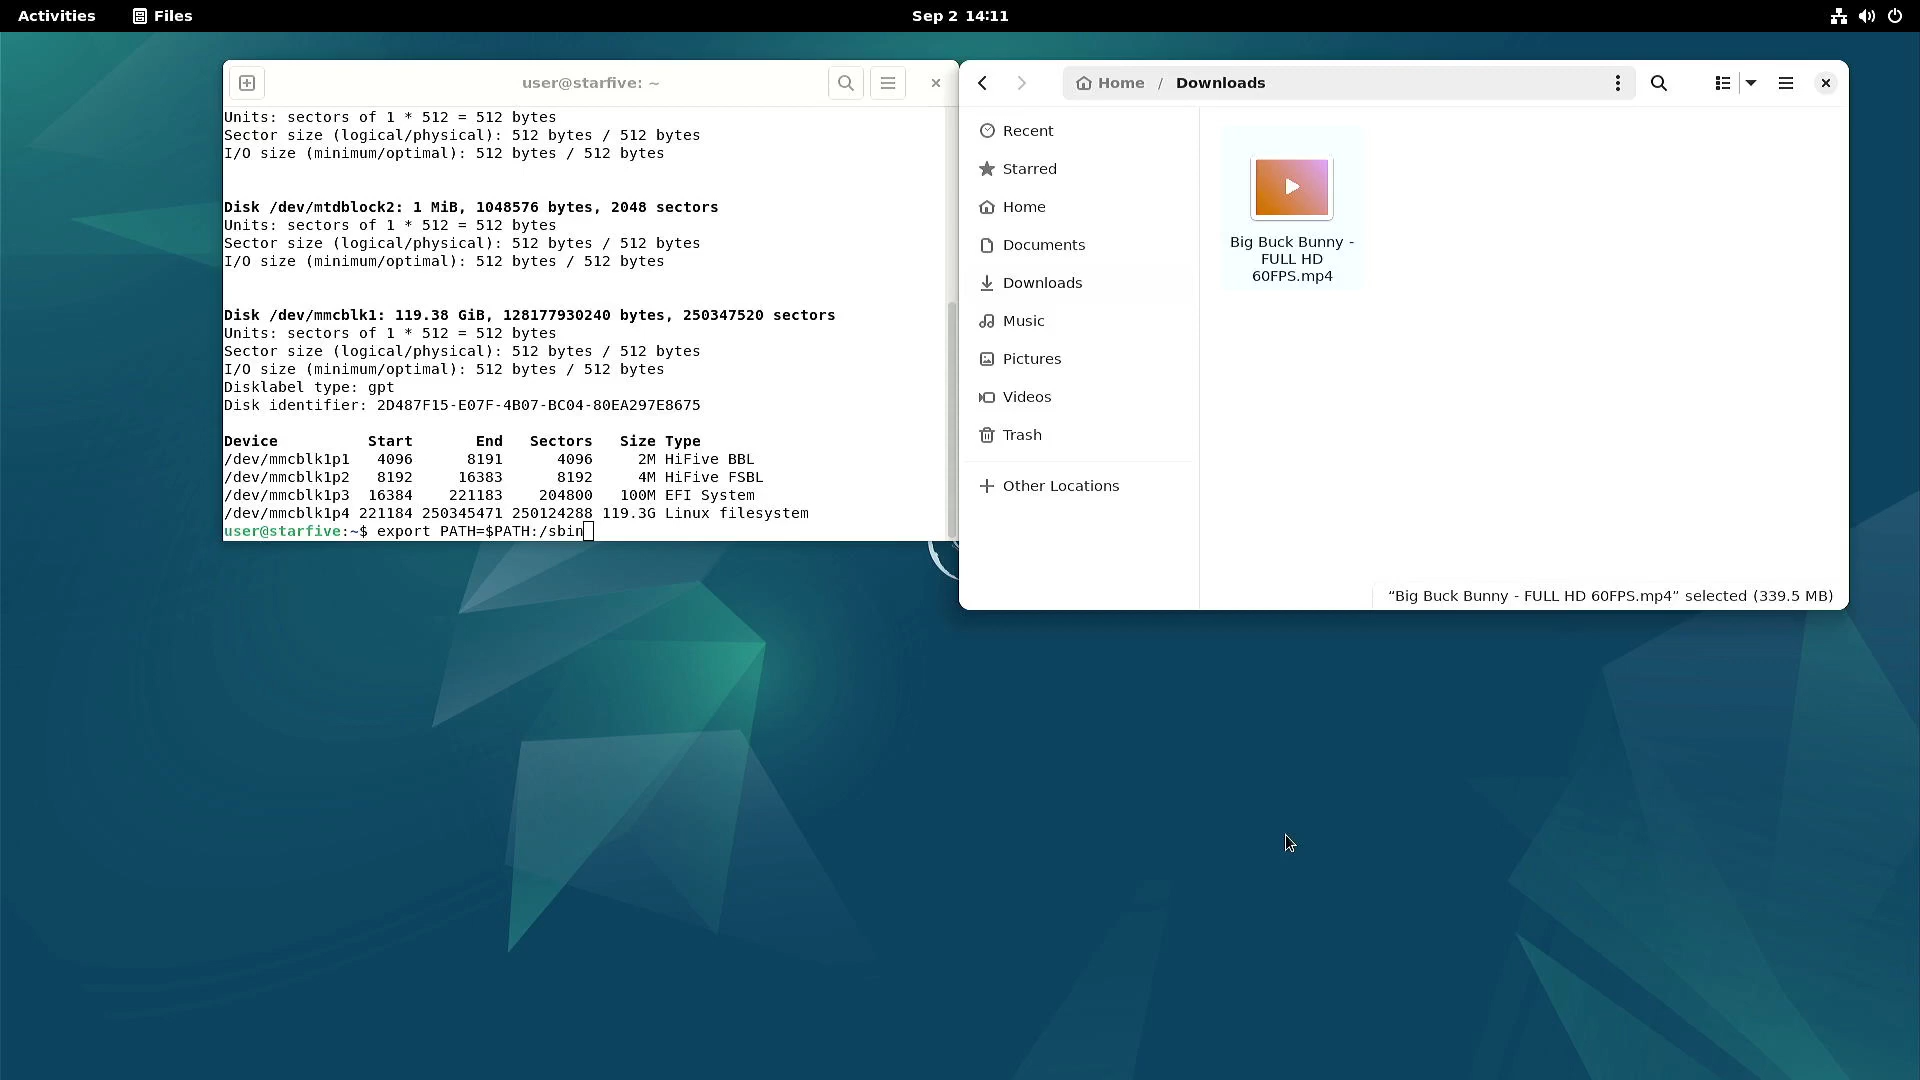 Activities
Files
Sep 2 14:11
user@starfive: ~
Units: sectors of 1 * 512 = 512 bytes
Sector size (logical/physical): 512 bytes / 512 bytes
I/O size (minimum/optimal): 512 bytes / 512 bytes
Disk /dev/mtdblock2: 1 MiB, 1048576 bytes, 2048 sectors
Units: sectors of 1 * 512 = 512 bytes
Sector size (logical/physical): 512 bytes / 512 bytes
I/O size (minimum/optimal): 512 bytes / 512 bytes
Disk /dev/mmcblk1: 119.38 GiB, 128177930240 bytes, 250347520 sectors
Units: sectors of 1 * 512 = 512 bytes
Sector size (logical/physical): 512 bytes / 512 bytes
I/O size (minimum/optimal): 512 bytes / 512 bytes
Disklabel type: gpt
Disk identifier: 2D487F15-E07F-4B07-BC04-80EA297E8675
Device Start End Sectors Size Type
/dev/mmcblk1p1 4096 8191 4096 2M HiFive BBL
/dev/mmcblk1p2 8192 16383 8192 4M HiFive FSBL
/dev/mmcblk1p3 16384 221183 204800 100M EFI System
/dev/mmcblk1p4 221184 250345471 250124288 119.3G Linux filesystem
user@starfive:~$ export PATH=$PATH:/sbin
Home / Downloads
Recent
Starred
Home
Documents
Downloads
Music
Pictures
Videos
Trash
Other Locations
Big Buck Bunny -
FULL HD
60FPS.mp4
“Big Buck Bunny - FULL HD 60FPS.mp4” selected (339.5 MB)